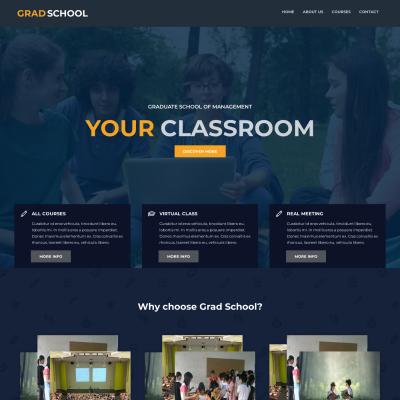 GRAD SCHOOL
HOME ABOUT US COURSES CONTACT
GRADUATE SCHOOL OF MANAGEMENT
YOUR CLASSROOM
DISCOVER MORE
ALL COURSES
Curabitur id eros vehicula, tincidunt libero eu,
lobortis mi. In mollis eros a posuere imperdiet.
Donec maximus elementum ex. Cras convallis ex
rhoncus, laoreet libero eu, vehicula libero.
MORE INFO
VIRTUAL CLASS
Curabitur id eros vehicula, tincidunt libero eu,
lobortis mi. In mollis eros a posuere imperdiet.
Donec maximus elementum ex. Cras convallis ex
rhoncus, laoreet libero eu, vehicula libero.
MORE INFO
REAL MEETING
Curabitur id eros vehicula, tincidunt libero eu,
lobortis mi. In mollis eros a posuere imperdiet.
Donec maximus elementum ex. Cras convallis ex
rhoncus, laoreet libero eu, vehicula libero.
MORE INFO
Why choose Grad School?